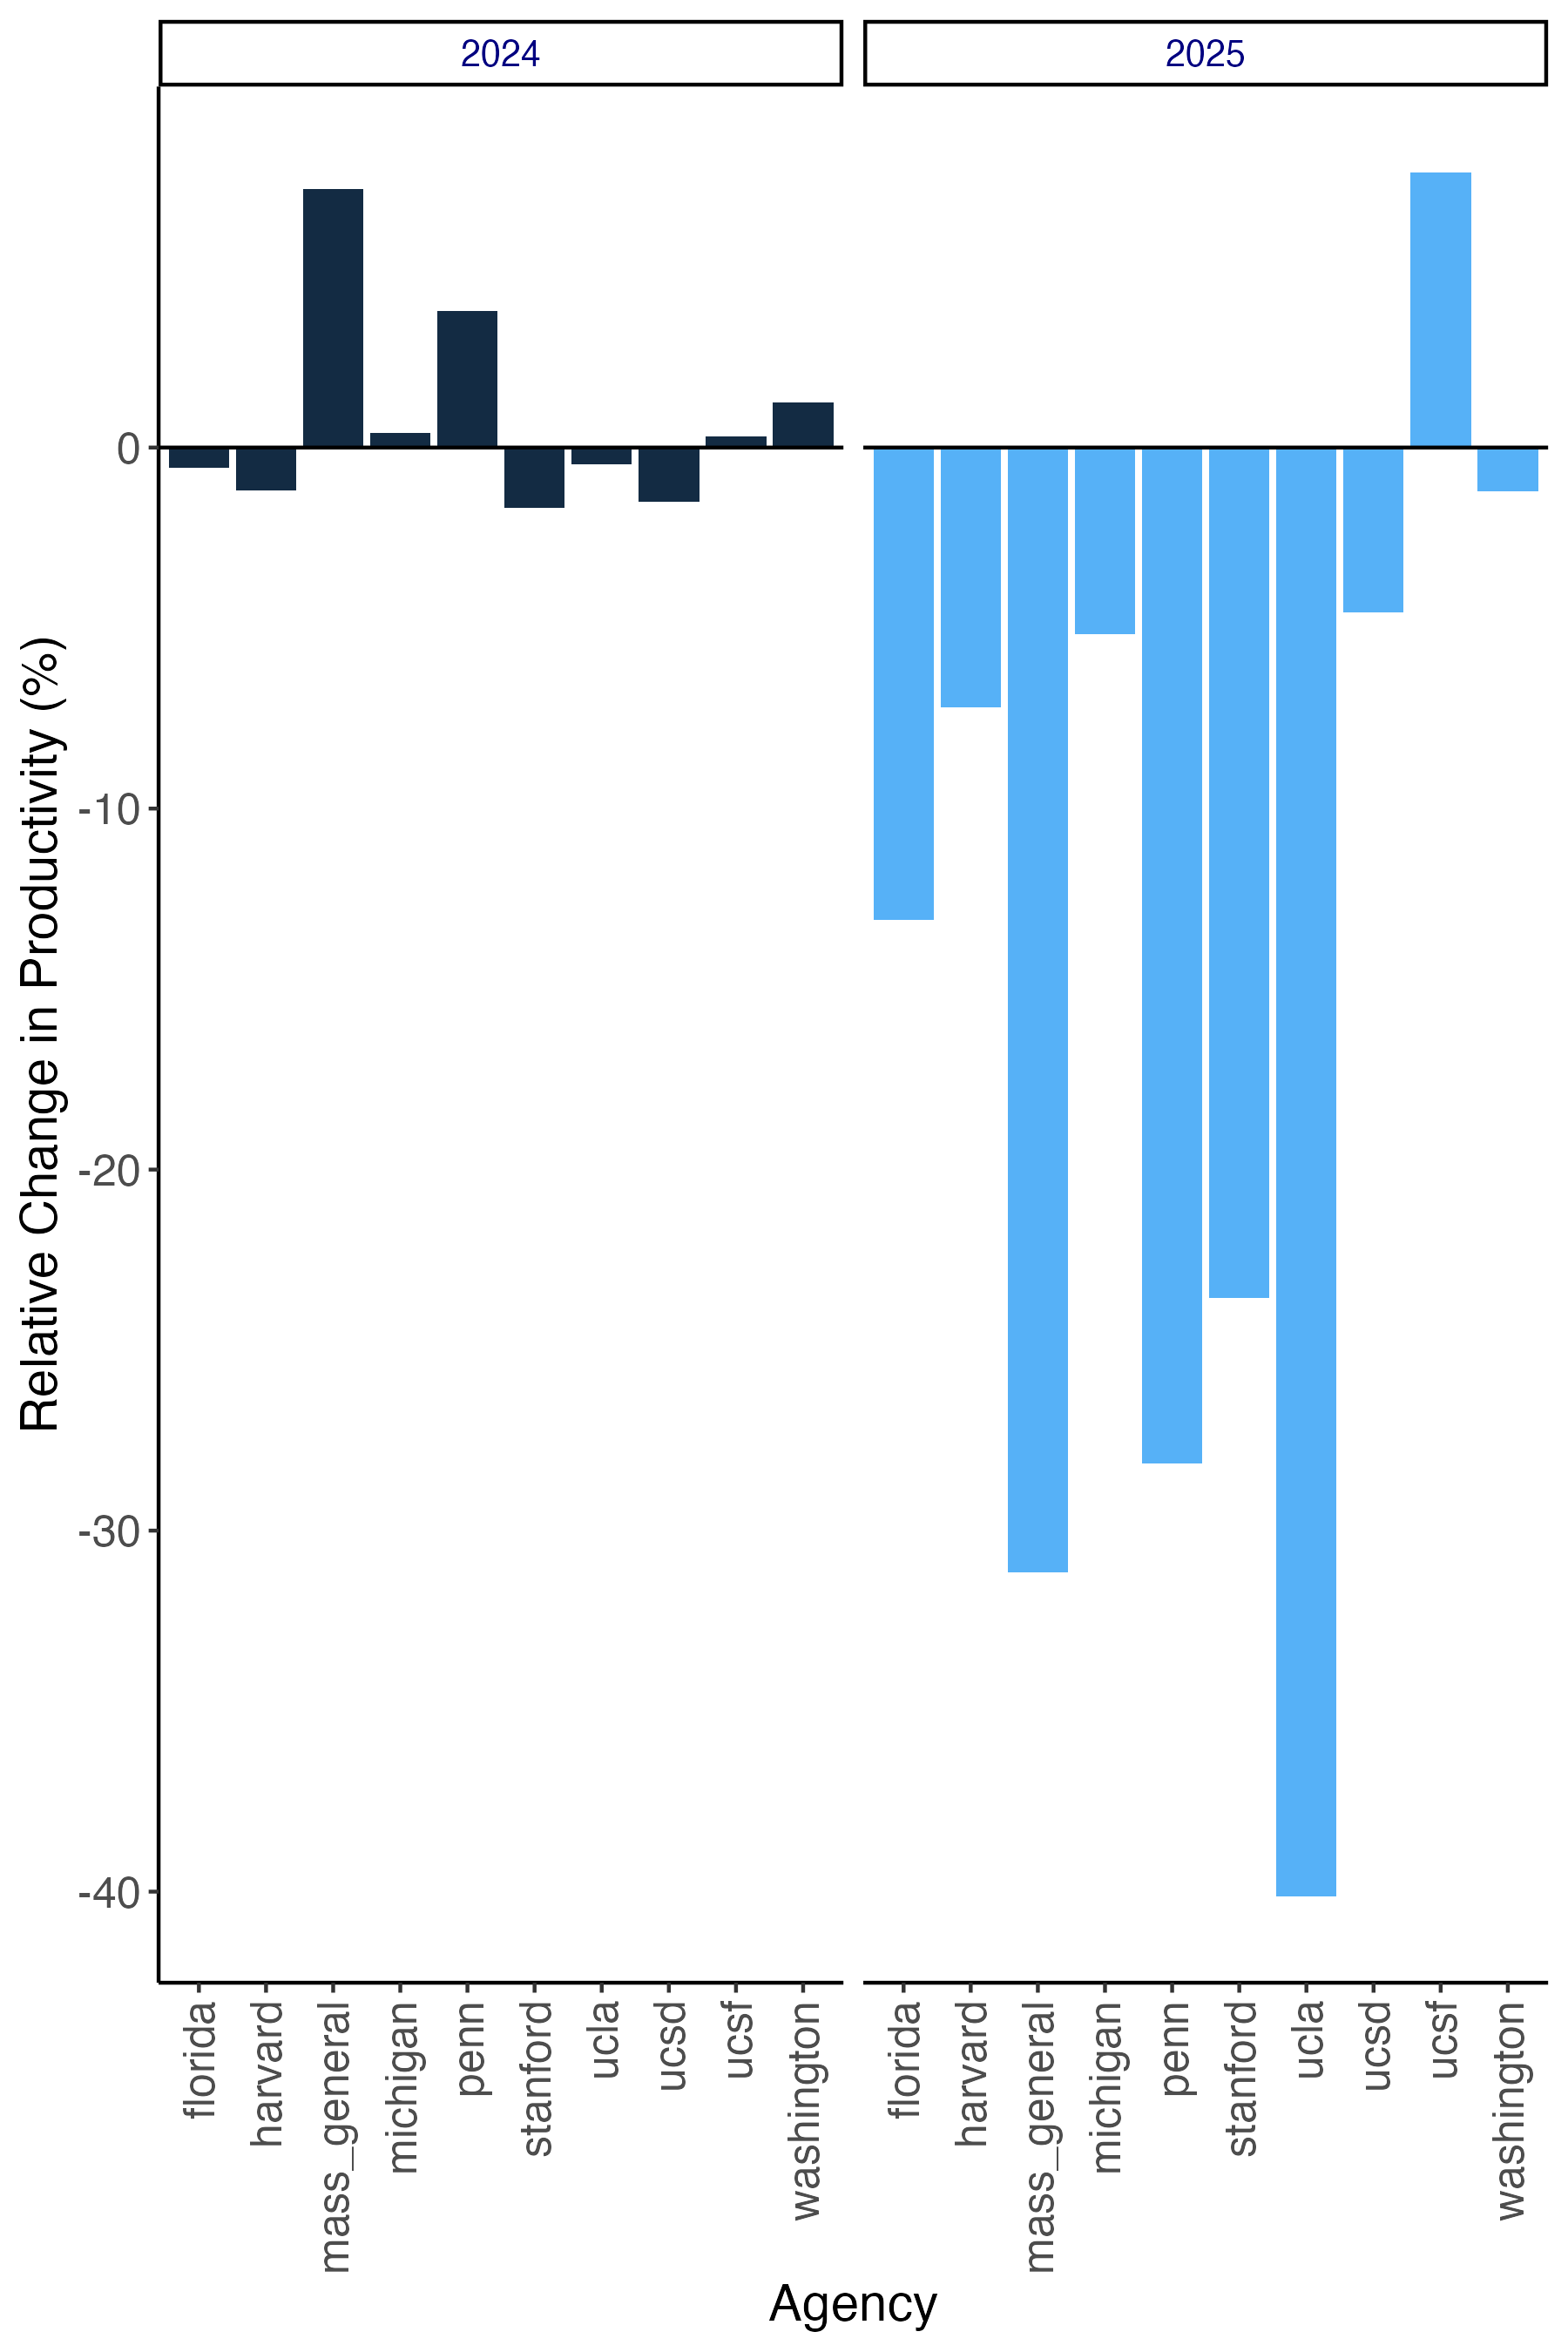 2024
2025
Relative Change in Productivity (%)
0
-10
-20
-30
-40
florida
harvard
mass_general
michigan
penn
stanford
ucla
ucsd
ucsf
washington
florida
harvard
mass_general
michigan
penn
stanford
ucla
ucsd
ucsf
washington
Agency